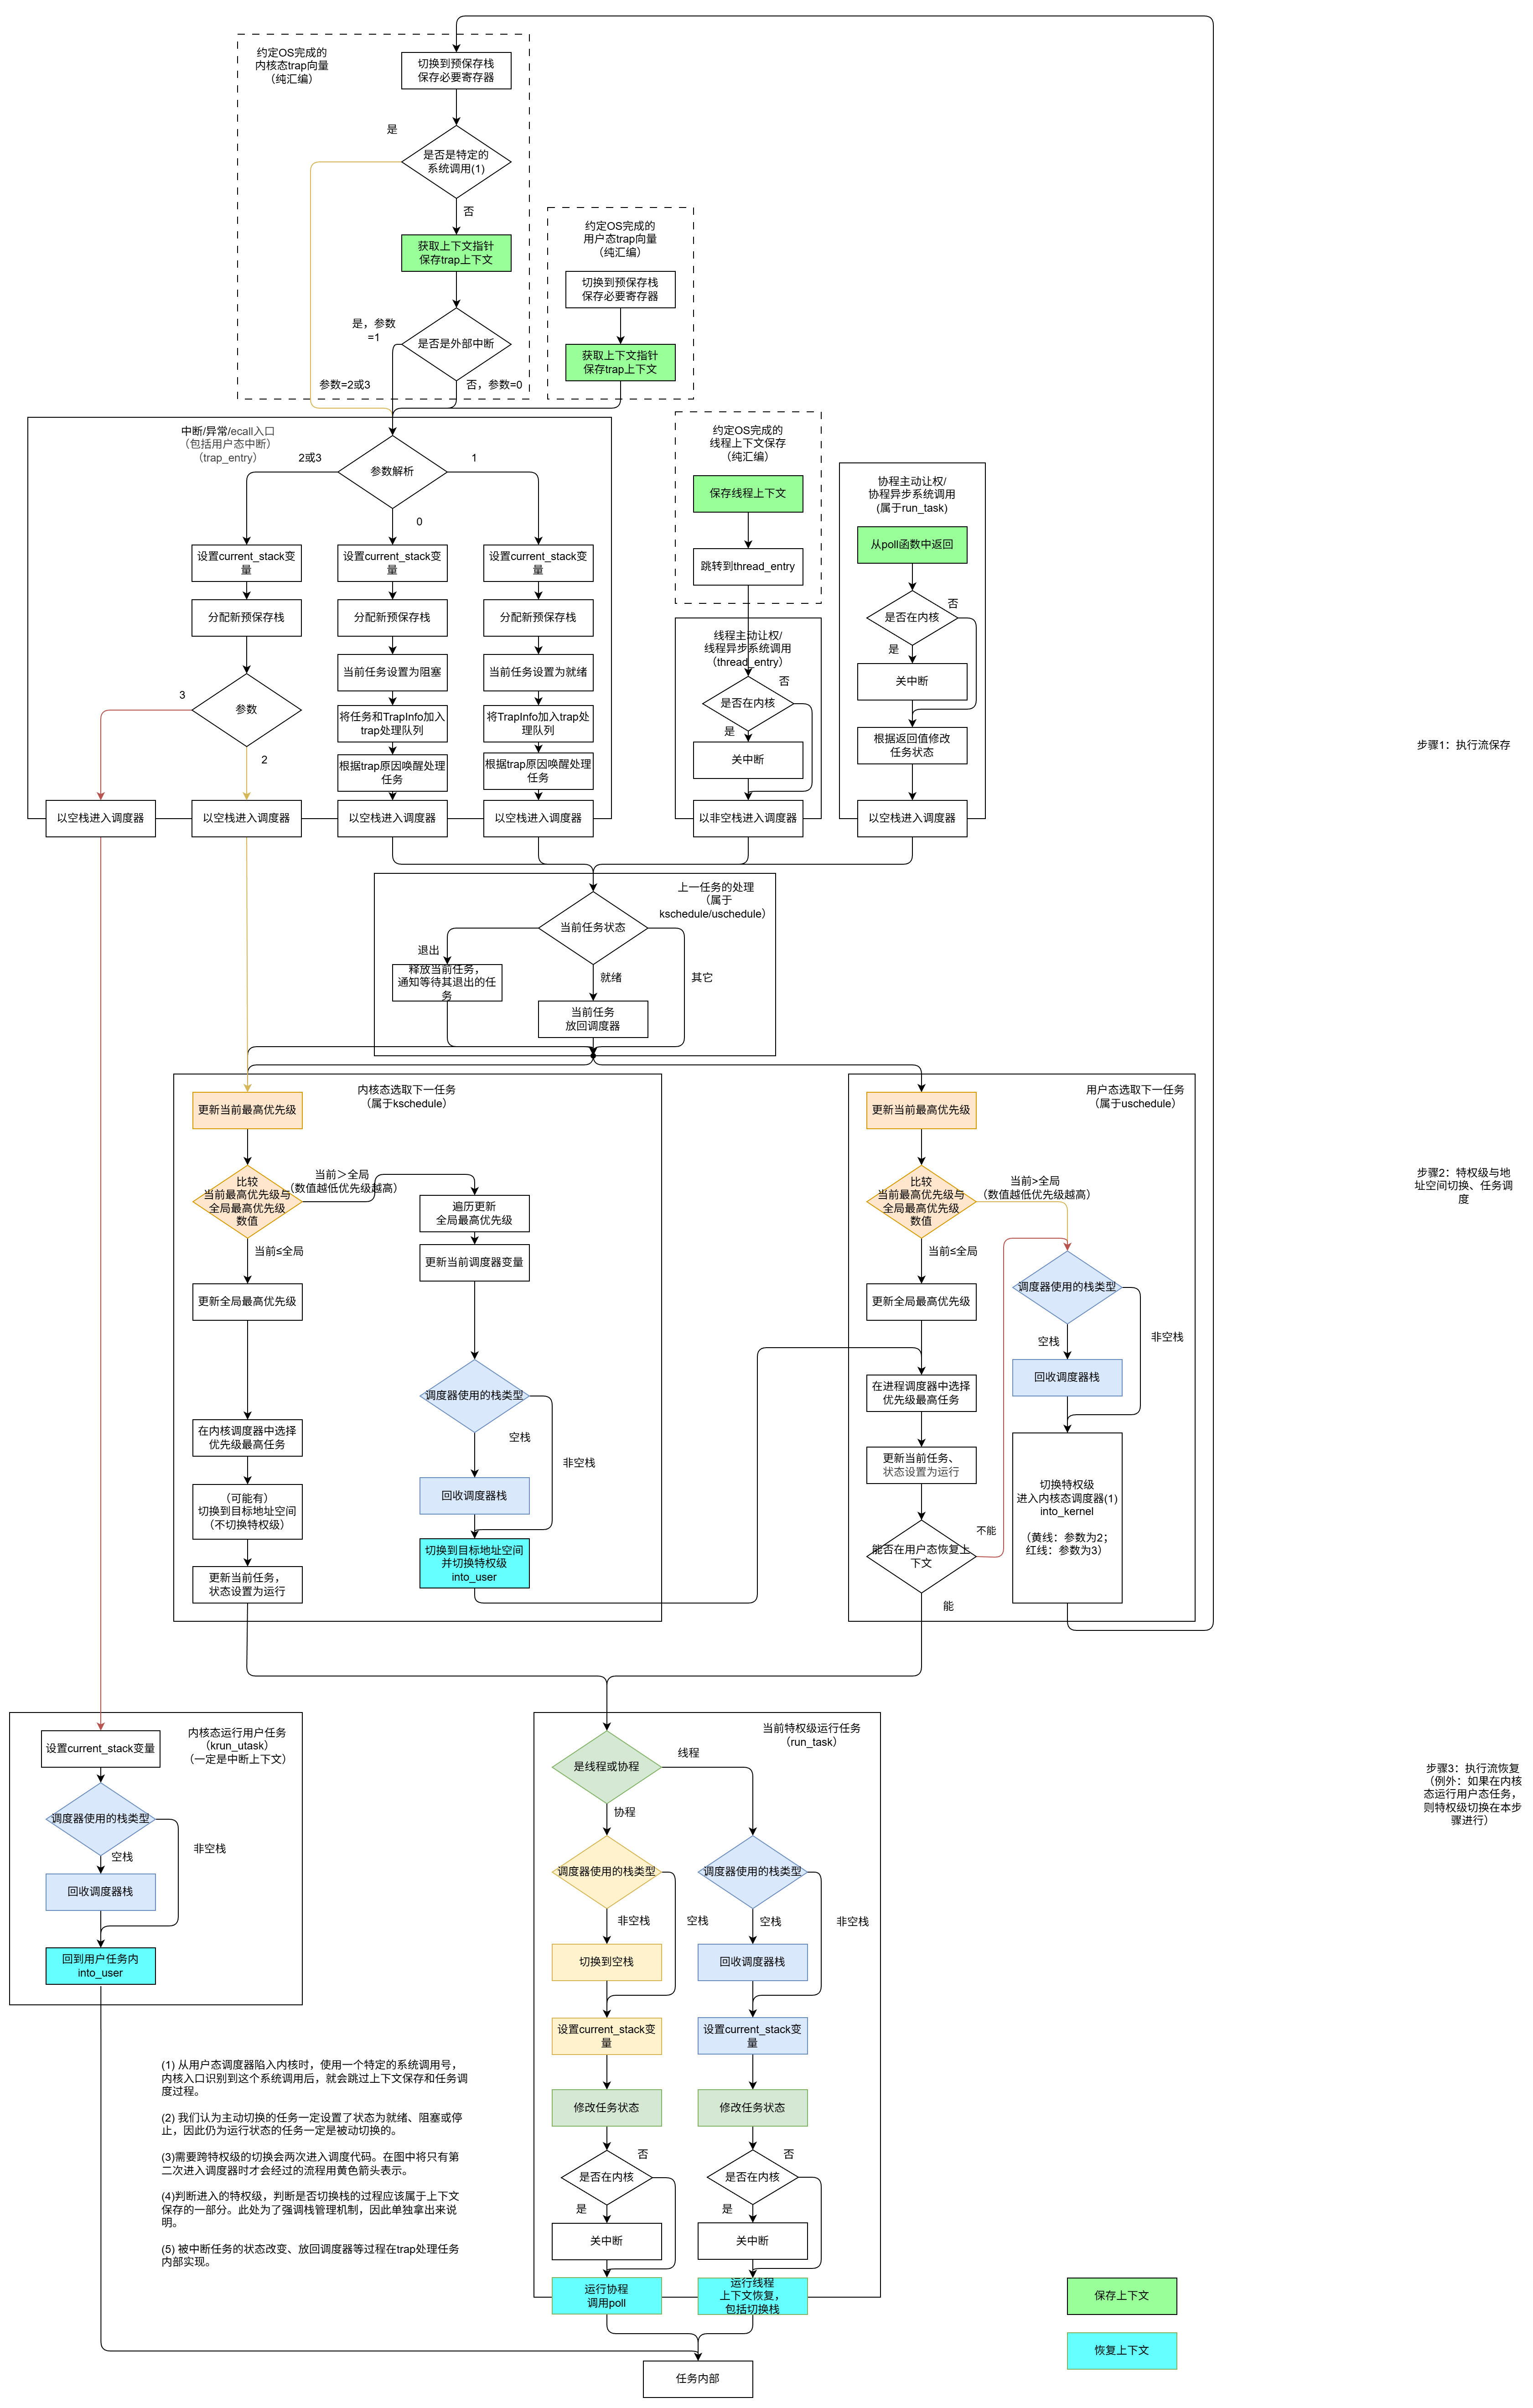 约定OS完成的
内核态trap向量
（纯汇编）
切换到预保存栈
保存必要寄存器
是
是否是特定的
系统调用(1)
否
获取上下文指针
保存trap上下文
是，参数
=1
是否是外部中断
参数=2或3
否，参数=0
约定OS完成的
用户态trap向量
（纯汇编）
切换到预保存栈
保存必要寄存器
获取上下文指针
保存trap上下文
中断/异常/ecall入口
（包括用户态中断）
（trap_entry）
2或3
参数解析
1
0
设置current_stack变
量
分配新预保存栈
参数
3
2
以空栈进入调度器
以空栈进入调度器
设置current_stack变
量
分配新预保存栈
当前任务设置为阻塞
将任务和TrapInfo加入
trap处理队列
根据trap原因唤醒处理
任务
以空栈进入调度器
设置current_stack变
量
分配新预保存栈
当前任务设置为就绪
将TrapInfo加入trap处
理队列
根据trap原因唤醒处理
任务
以空栈进入调度器
约定OS完成的
线程上下文保存
（纯汇编）
保存线程上下文
跳转到thread_entry
线程主动让权/
线程异步系统调用
（thread_entry）
否
是否在内核
是
关中断
以非空栈进入调度器
协程主动让权/
协程异步系统调用
(属于run_task)
从poll函数中返回
否
是否在内核
是
关中断
根据返回值修改
任务状态
以空栈进入调度器
步骤1：执行流保存
上一任务的处理
（属于
kschedule/uschedule）
当前任务状态
退出
释放当前任务，
通知等待其退出的任
务
就绪
其它
当前任务
放回调度器
内核态选取下一任务
（属于kschedule）
更新当前最高优先级
比较
当前最高优先级与
全局最高优先级
数值
当前＞全局
（数值越低优先级越高）
当前≤全局
更新全局最高优先级
在内核调度器中选择
优先级最高任务
（可能有）
切换到目标地址空间
（不切换特权级）
更新当前任务，
状态设置为运行
遍历更新
全局最高优先级
更新当前调度器变量
调度器使用的栈类型
空栈
非空栈
回收调度器栈
切换到目标地址空间
并切换特权级
into_user
用户态选取下一任务
（属于uschedule）
更新当前最高优先级
比较
当前最高优先级与
全局最高优先级
数值
当前>全局
（数值越低优先级越高）
当前≤全局
更新全局最高优先级
在进程调度器中选择
优先级最高任务
更新当前任务、
状态设置为运行
能否在用户态恢复上
下文
不能
能
调度器使用的栈类型
空栈
非空栈
回收调度器栈
切换特权级
进入内核态调度器(1)
into_kernel
（黄线：参数为2；
红线：参数为3）
步骤2：特权级与地
址空间切换、任务调
度
内核态运行用户任务
（krun_utask）
（一定是中断上下文）
设置current_stack变量
调度器使用的栈类型
空栈
非空栈
回收调度器栈
回到用户任务内
into_user
当前特权级运行任务
（run_task）
是线程或协程
线程
协程
调度器使用的栈类型
非空栈
空栈
切换到空栈
设置current_stack变
量
修改任务状态
否
是否在内核
是
关中断
运行协程
调用poll
调度器使用的栈类型
空栈
非空栈
回收调度器栈
设置current_stack变
量
修改任务状态
否
是否在内核
是
关中断
运行线程
上下文恢复，
包括切换栈
步骤3：执行流恢复
（例外：如果在内核
态运行用户态任务，
则特权级切换在本步
骤进行）
(1) 从用户态调度器陷入内核时，使用一个特定的系统调用号，
内核入口识别到这个系统调用后，就会跳过上下文保存和任务调
度过程。
(2) 我们认为主动切换的任务一定设置了状态为就绪、阻塞或停
止，因此仍为运行状态的任务一定是被动切换的。
(3)需要跨特权级的切换会两次进入调度代码。在图中将只有第
二次进入调度器时才会经过的流程用黄色箭头表示。
(4)判断进入的特权级，判断是否切换栈的过程应该属于上下文
保存的一部分。此处为了强调栈管理机制，因此单独拿出来说
明。
(5) 被中断任务的状态改变、放回调度器等过程在trap处理任务
内部实现。
任务内部
保存上下文
恢复上下文